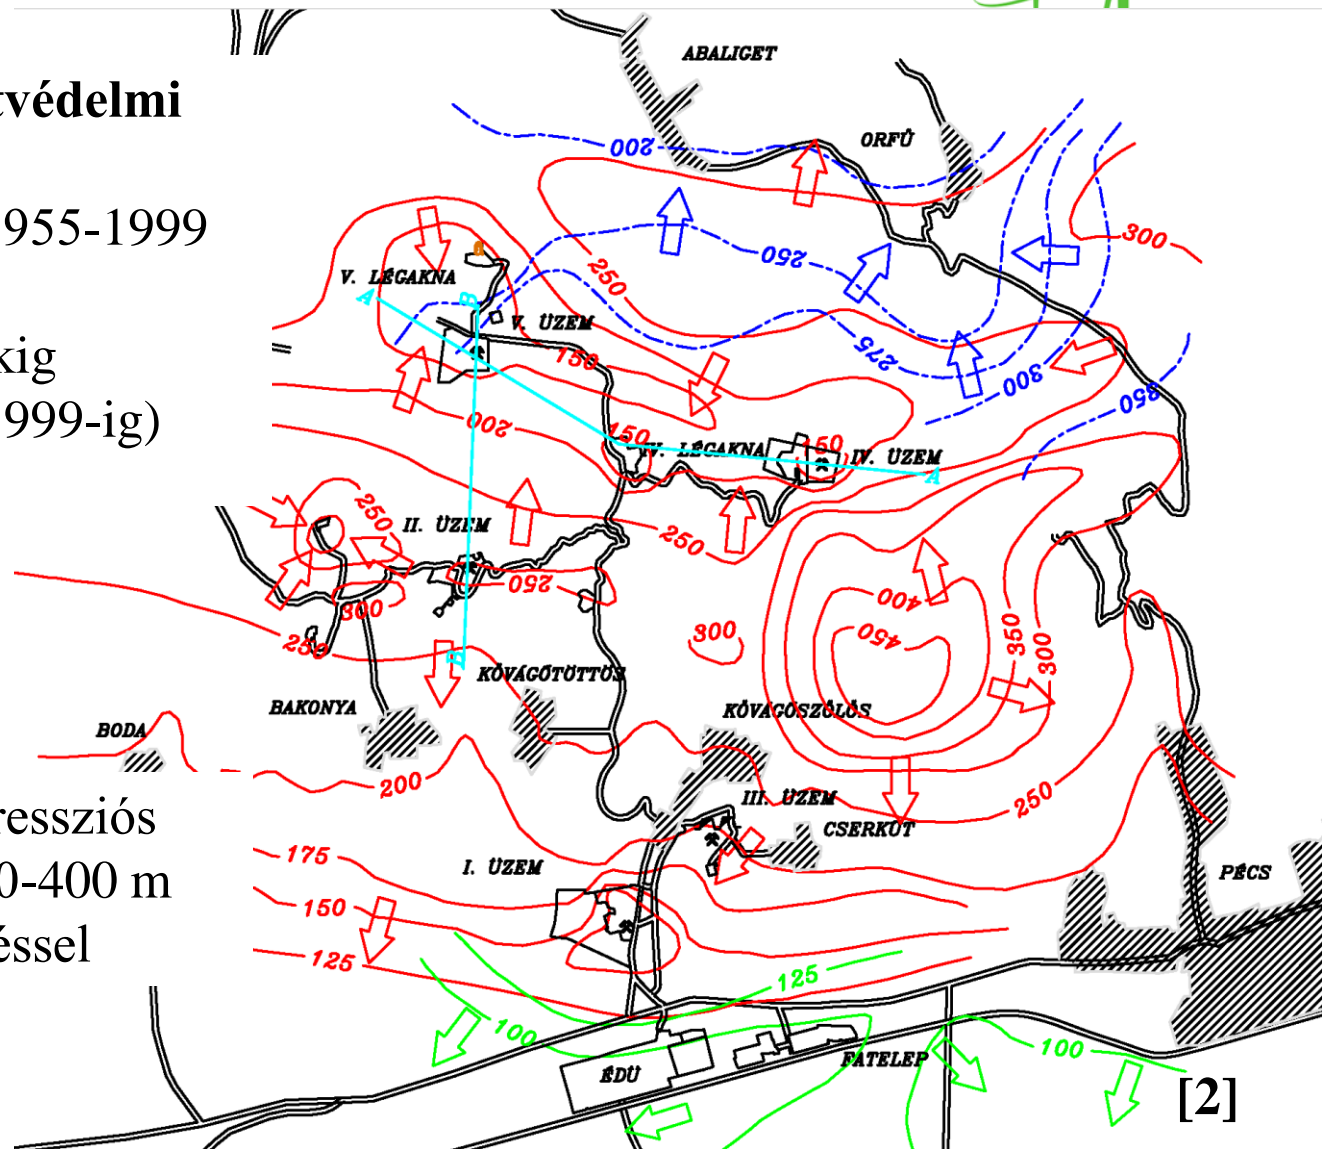 ABALIGET
tvédelmi
ORFŰ
200
955-1999
300
250
250
V. LÉGAKNA
A
B
V. ÜZEM
kig
150
275
300
350
999-ig)
200
150
IV. LÉGAKNA
150
IV. ÜZEM
A
250
II. ÜZEM
250
250
300
400
450
300
350
300
250
B
KŐVÁGÓTÖTTÖS
BAKONYA
KŐVÁGÓSZŐLŐS
BODA
200
250
ressziós
III. ÜZEM
CSERKÚT
175
I. ÜZEM
0-400 m
PÉCS
150
éssel
125
125
100
100
FATELEP
ÉDÜ
[2]